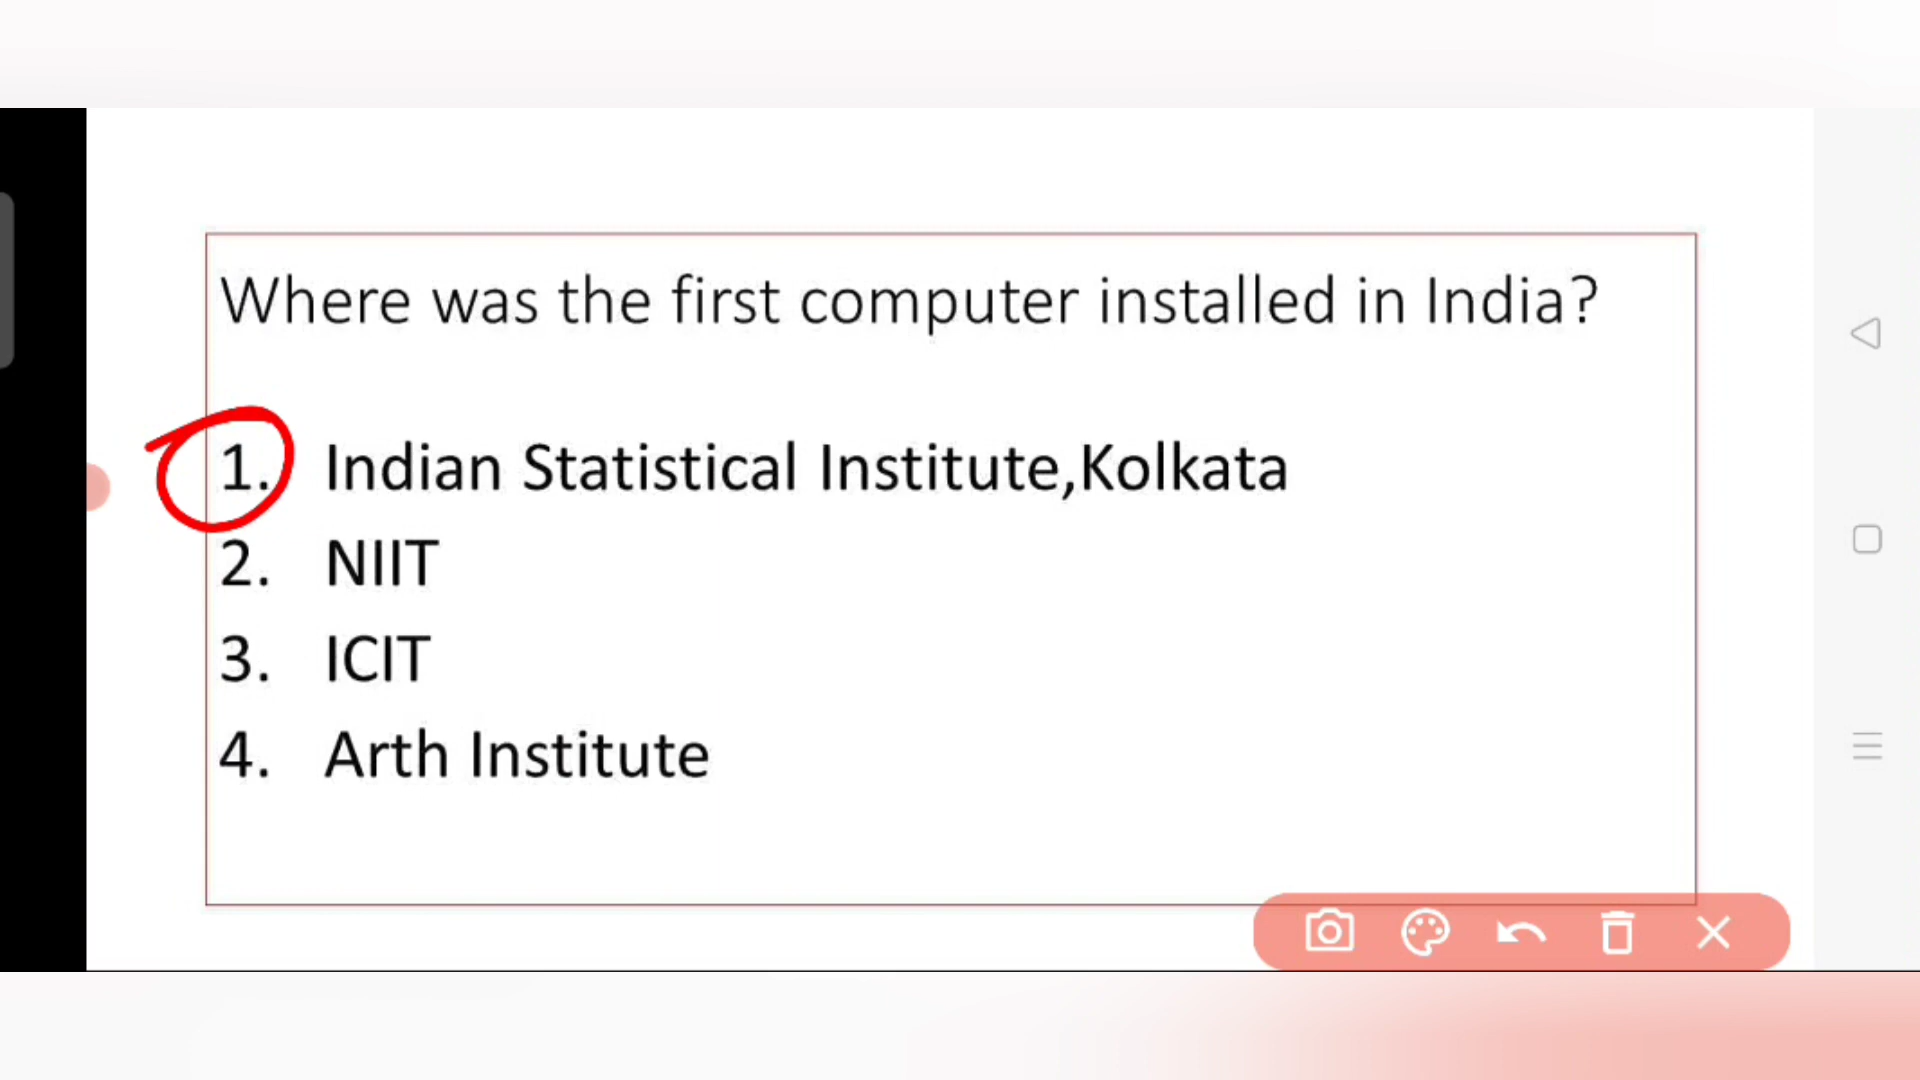 Where was the first computer installed in India?
1. Indian Statistical Institute,Kolkata
2. NIIT
3. ICIT
4. Arth Institute